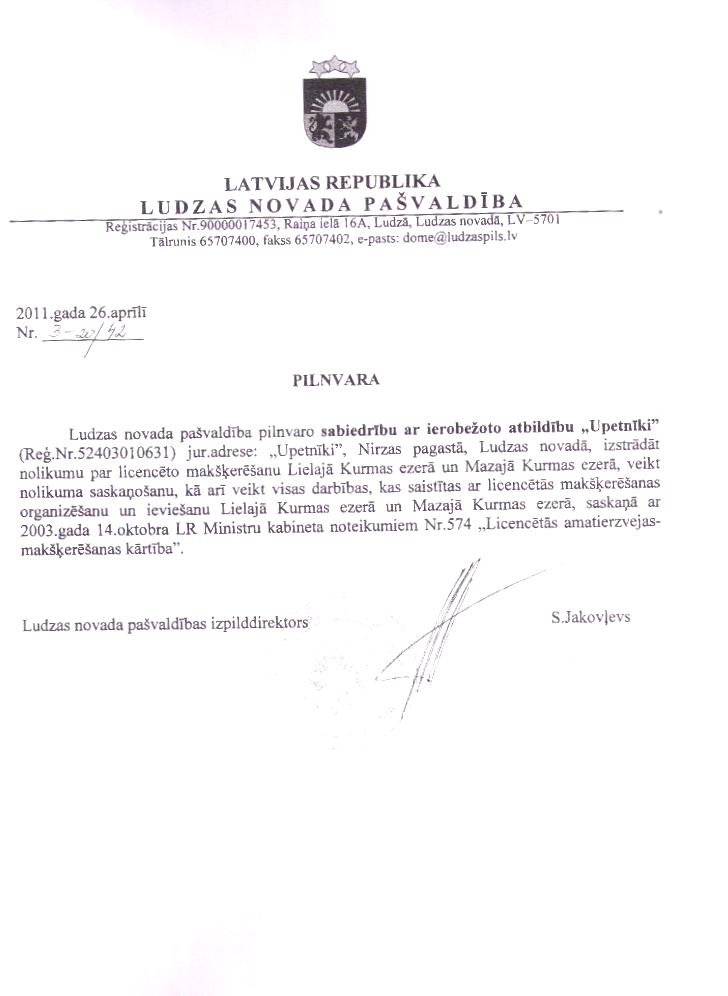 LATVIJAS REPUBLIKA
LUDZAS NOVADA PAŠVALDĪBA
Reģistrācijas Nr.90000017453, Raiņa ielā 16A, Ludzā, Ludzas novadā, LV–5701
Tālrunis 65707400, fakss 65707402, e-pasts: dome@ludzaspils.lv
2011.gada 26.aprīlī
Nr. 3-20/42
PILNVARA
Ludzas novada pašvaldība pilnvaro sabiedrību ar ierobežoto atbildību „Upetnīki”
(Reģ.Nr.52403010631) jur.adrese: „Upetnīki”, Nirzas pagastā, Ludzas novadā, izstrādāt
nolikumu par licencēto makšķerēšanu Lielajā Kurmas ezerā un Mazajā Kurmas ezerā, veikt
nolikuma saskaņošanu, kā arī veikt visas darbības, kas saistītas ar licencētās makšķerēšanas
organizēšanu un ieviešanu Lielajā Kurmas ezerā un Mazajā Kurmas ezerā, saskaņā ar
2003.gada 14.oktobra LR Ministru kabineta noteikumiem Nr.574 „Licencētās amatierzvejas-
makšķerēšanas kārtība”.
Ludzas novada pašvaldības izpilddirektors S.Jakovļevs